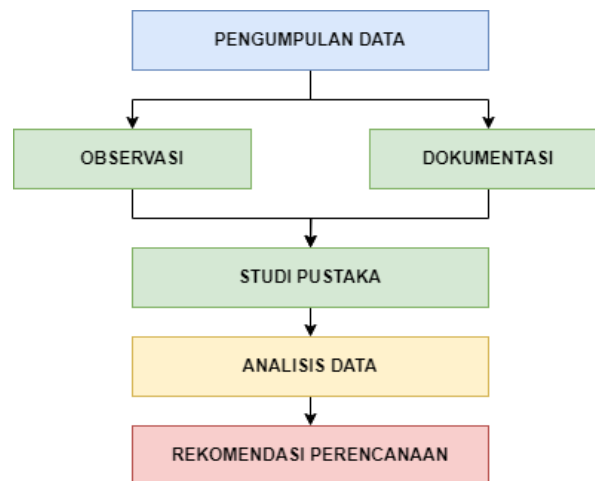 PENGUMPULAN DATA
OBSERVASI
DOKUMENTASI
STUDI PUSTAKA
ANALISIS DATA
REKOMENDASI PERENCANAAN